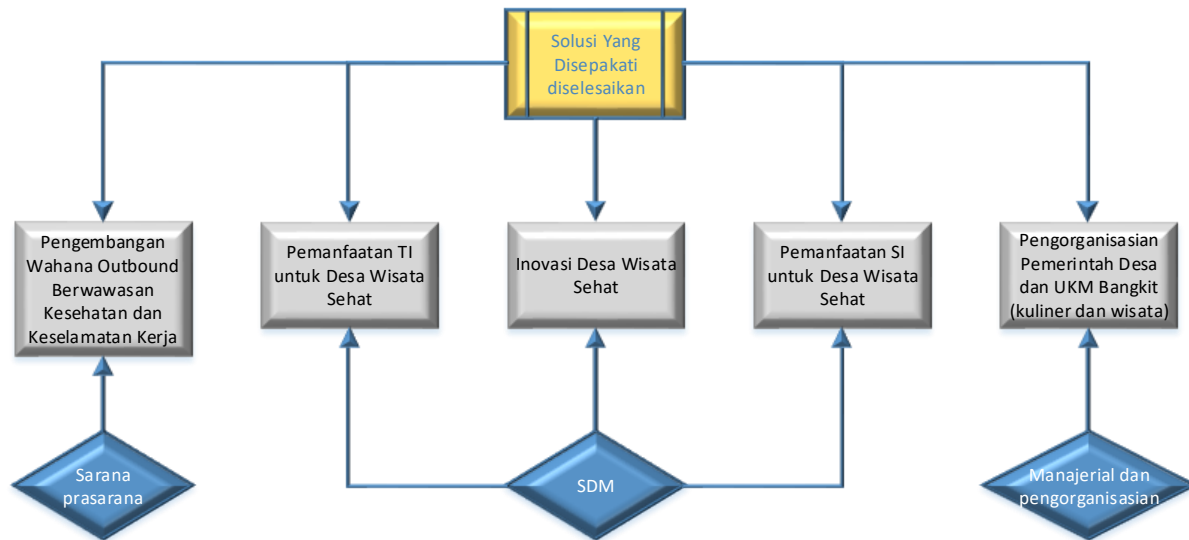 Solusi Yang
Disepakati
diselesaikan
Pengembangan
Wahana Outbound
Berwawasan
Kesehatan dan
Keselamatan Kerja
Pemanfaatan TI
untuk Desa Wisata
Sehat
Inovasi Desa Wisata
Sehat
Pemanfaatan SI
untuk Desa Wisata
Sehat
Pengorganisasian
Pemerintah Desa
dan UKM Bangkit
(kuliner dan wisata)
Sarana
prasarana
SDM
Manajerial dan
pengorganisasian